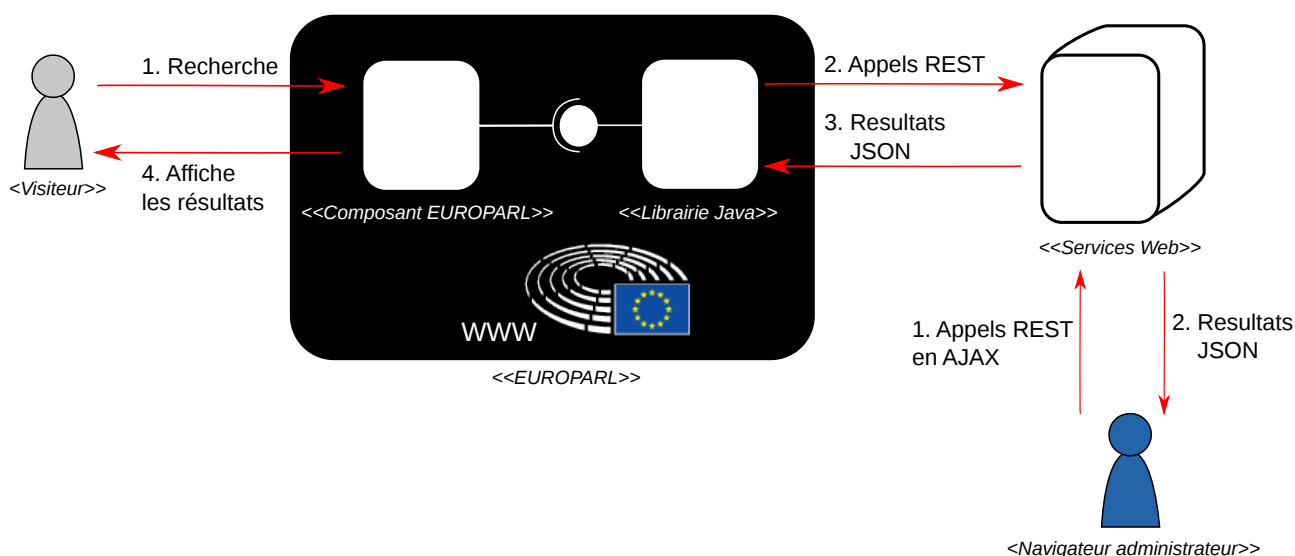 1. Recherche
4. Affiche
les résultats
<Visiteur>>
<<Composant EUROPARL>>
<<Librairie Java>>
WWW
<<EUROPARL>>
2. Appels REST
3. Resultats
JSON
<<Services Web>>
1. Appels REST
en AJAX
2. Resultats
JSON
<Navigateur administrateur>>